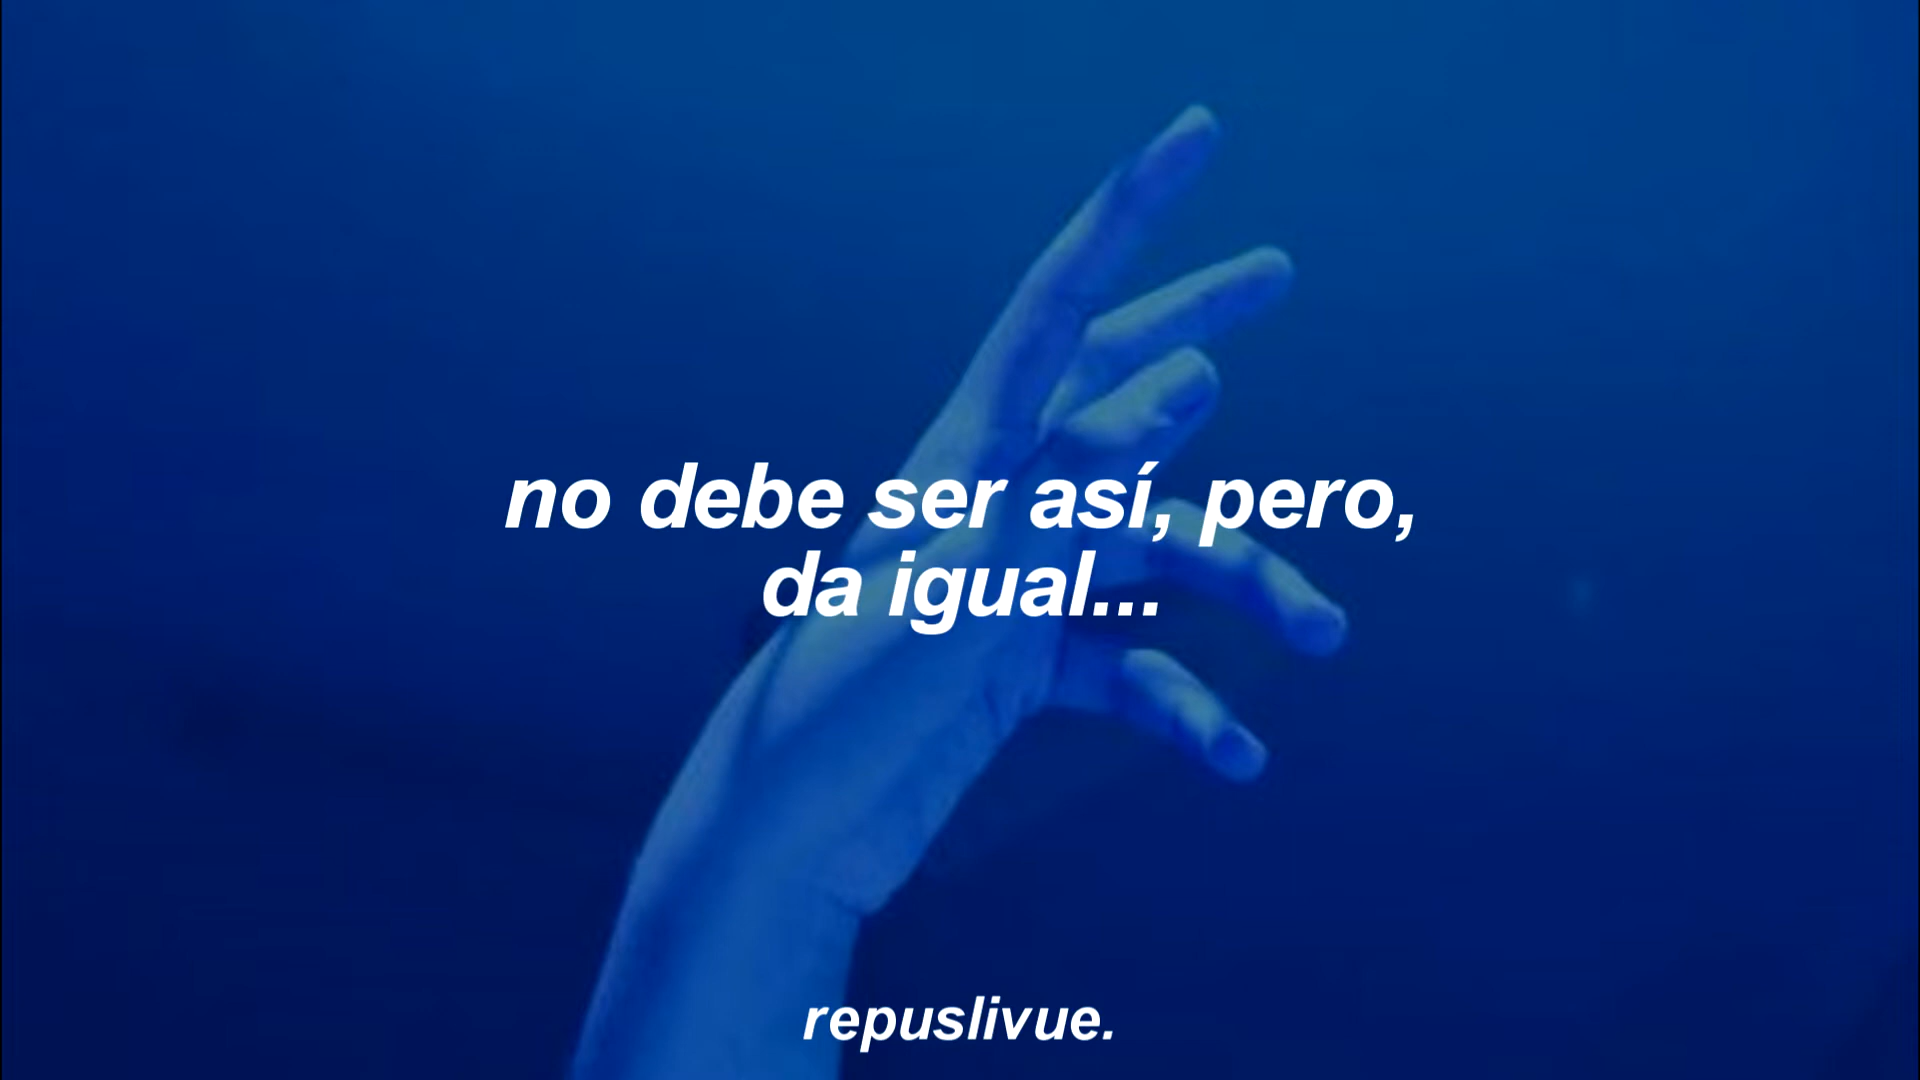 no debe ser así, pero,
da igual...
repuslivue.